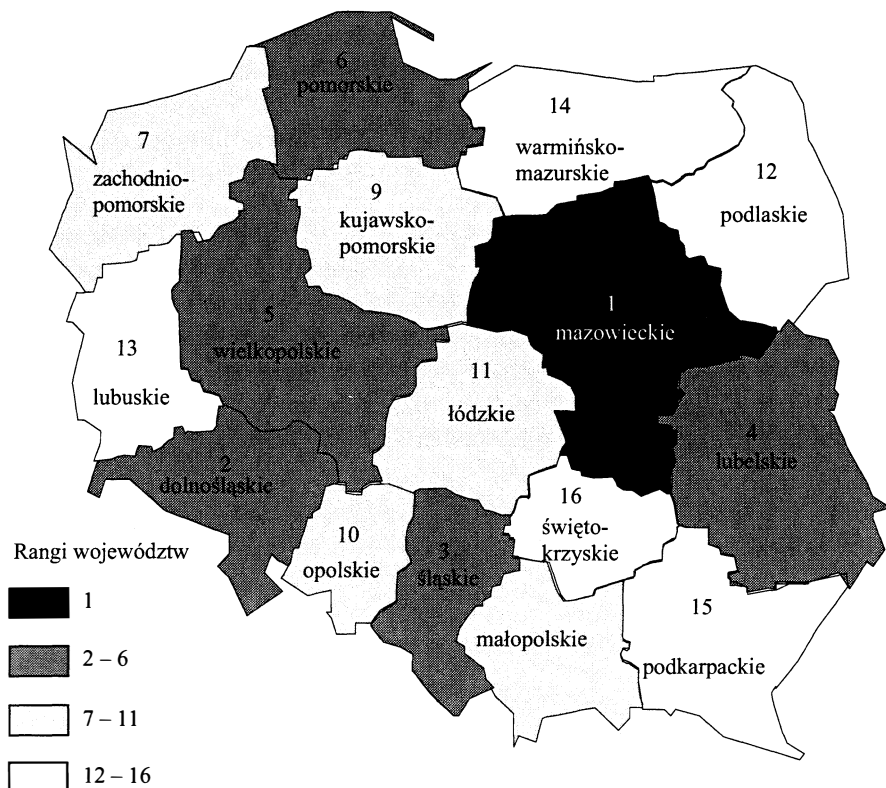 6
pomorskie
14
warmińsko-
mazurskie
7
zachodnio-
pomorskie
12
podlaskie
9
kujawsko-
pomorskie
1
mazowieckie
5
wielkopolskie
13
lubuskie
11
łódzkie
4
lubelskie
2
dolnośląskie
16
święto-
krzyskie
10
opolskie
3
śląskie
15
podkarpackie
małopolskie
Rangi województw
1
2 – 6
7 – 11
12 – 16